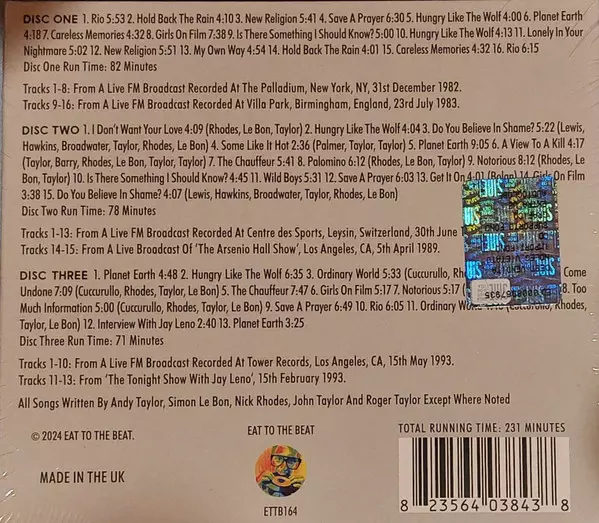 DISC ONE 1. Rio 5:53 2. Hold Back The Rain 4:10 3. New Religion 5:41 4. Save A Prayer 6:30 5. Hungry Like The Wolf 4:00 6. Planet Earth
4:18 7. Careless Memories 4:32 8. Girls On Film 7:38 9. Is There Something I Should Know? 5:00 10. Hungry Like The Wolf 4:13 11. Lonely In Your
Nightmare 5:02 12. New Religion 5:51 13. My Own Way 4:54 14. Hold Back The Rain 4:01 15. Careless Memories 4:32 16. Rio 6:15
Disc One Run Time: 82 Minutes
Tracks 1-8: From A Live FM Broadcast Recorded At The Palladium, New York, NY, 31st December 1982.
Tracks 9-16: From A Live FM Broadcast Recorded At Villa Park, Birmingham, England, 23rd July 1983.
DISC TWO 1. I Don't Want Your Love 4:09 (Rhodes, Le Bon, Taylor) 2. Hungry Like The Wolf 4:04 3. Do You Believe In Shame? 5:22 (Lewis,
Hawkins, Broadwater, Taylor, Rhodes, Le Bon) 4. Some Like It Hot 2:36 (Palmer, Taylor, Taylor) 5. Planet Earth 9:05 6. A View To A Kill 4:17
(Taylor, Barry, Rhodes, Le Bon, Taylor, Taylor) 7. The Chauffeur 5:41 8. Palomino 6:12 (Rhodes, Le Bon, Taylor) 9. Notorious 8:12 (Rhodes, Le
Bon, Taylor) 10. Is There Something I Should Know? 4:45 11. Wild Boys 5:31 12. Save A Prayer 6:03 13. Get It On 4:01 (Bolan) 14. Girls On Film
3:38 15. Do You Believe In Shame? 4:07 (Lewis, Hawkins, Broadwater, Taylor, Rhodes, Le Bon)
Disc Two Run Time: 78 Minutes
Tracks 1-13: From A Live FM Broadcast Recorded At Centre des Sports, Leysin, Switzerland, 30th June
Tracks 14-15: From A Live Broadcast Of 'The Arsenio Hall Show', Los Angeles, CA, 5th April 1989.
DISC THREE 1. Planet Earth 4:48 2. Hungry Like The Wolf 6:35 3. Ordinary World 5:33 (Cuccurullo, Come
Undone 7:09 (Cuccurullo, Rhodes, Taylor, Le Bon) 5. The Chauffeur 7:47 6. Girls On Film 5:17 7. Notorious 5:17 8. Too
Much Information 5:00 (Cuccurullo, Rhodes, Taylor, Le Bon) 9. Save A Prayer 6:49 10. Rio 6:05 11. Ordinary (Cuccurullo, Rhodes,
Taylor, Le Bon) 12. Interview With Jay Leno 2:40 13. Planet Earth 3:25
Disc Three Run Time: 71 Minutes
Tracks 1-10: From A Live FM Broadcast Recorded At Tower Records, Los Angeles, CA, 15th May 1993.
Tracks 11-13: From 'The Tonight Show With Jay Leno', 15th February 1993.
All Songs Written By Andy Taylor, Simon Le Bon, Nick Rhodes, John Taylor And Roger Taylor Except Where Noted
© 2024 EAT TO THE BEAT.
EAT TO THE BEAT
TOTAL RUNNING TIME: 231 MINUTES
MADE IN THE UK
ETTB164
8 23564 03843 8